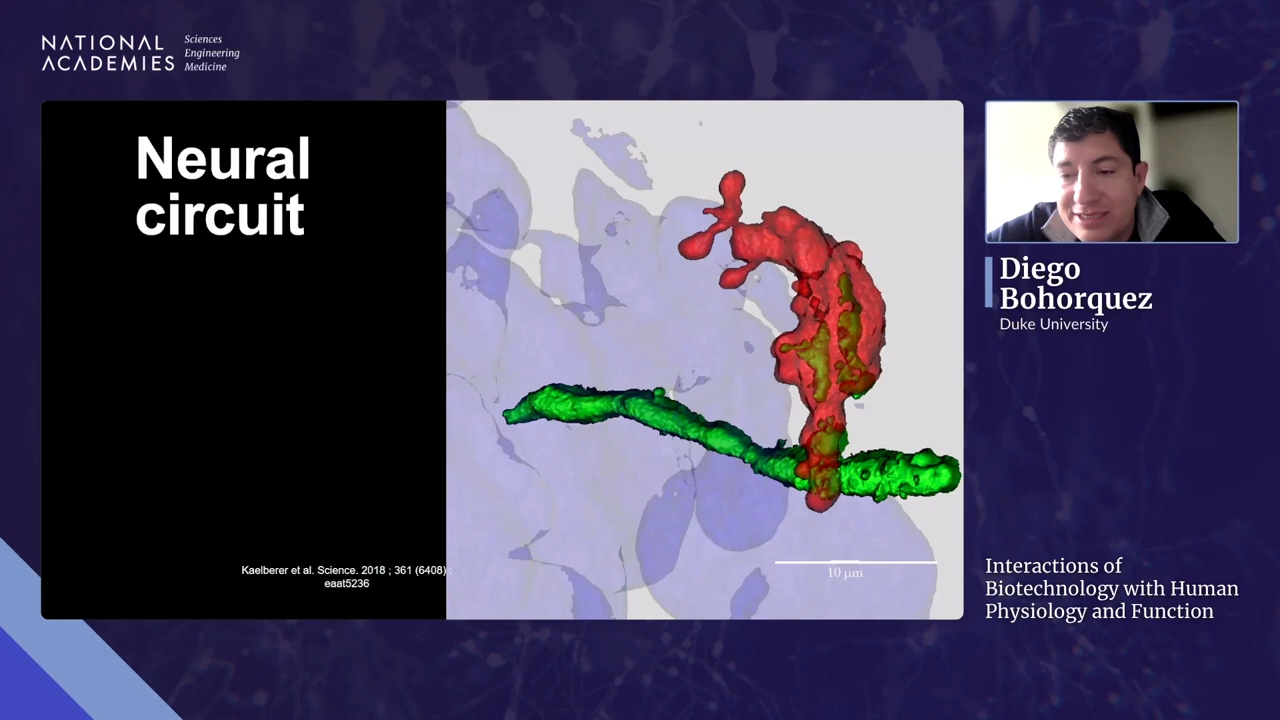 NATIONAL
ACADEMIES
Sciences
Engineering
Medicine
Neural
circuit
Kaelberer et al. Science. 2018 ; 361 (6408) :
eaat5236
10 µm
Diego
Bohorquez
Duke University
Interactions of
Biotechnology with Human
Physiology and Function